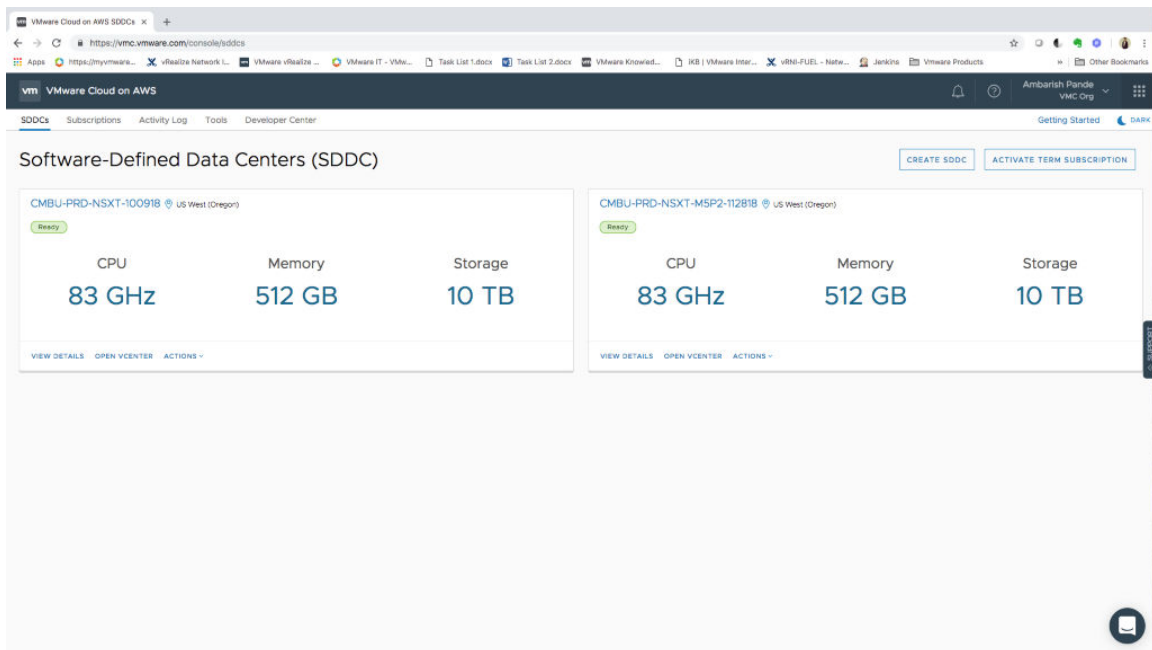 vm VMware Cloud on AWS SDDCs × +
https://vmc.vmware.com/console/sddcs
Apps https://myvmware... vRealize Network I... VMware vRealize ... VMware IT - VMw... Task List 1.docx Task List 2.docx VMware Knowled... IKB | VMware Inter... vRNI-FUEL - Netw... Jenkins Vmware Products » Other Bookmarks
vm VMware Cloud on AWS
Ambarish Pande
VMC Org
SDDCs Subscriptions Activity Log Tools Developer Center Getting Started DARK
Software-Defined Data Centers (SDDC) CREATE SDDC ACTIVATE TERM SUBSCRIPTION
CMBU-PRD-NSXT-100918 US West (Oregon)
Ready
CPU Memory Storage
83 GHz 512 GB 10 TB
VIEW DETAILS OPEN VCENTER ACTIONS
CMBU-PRD-NSXT-M5P2-112818 US West (Oregon)
Ready
CPU Memory Storage
83 GHz 512 GB 10 TB
VIEW DETAILS OPEN VCENTER ACTIONS
SUPPORT